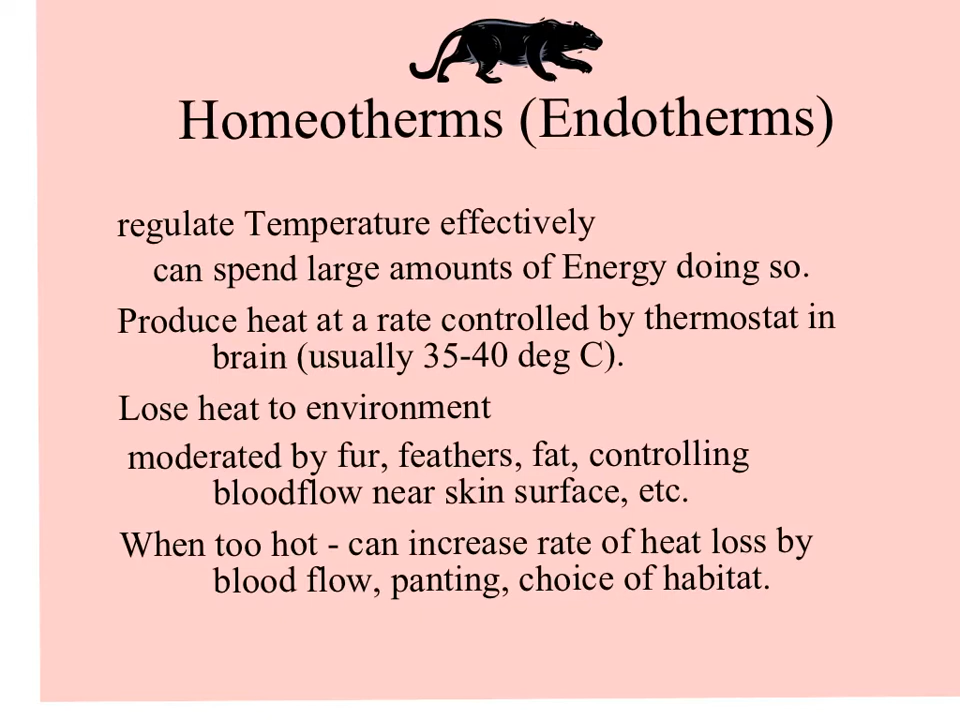 Homeotherms (Endotherms)
regulate Temperature effectively
can spend large amounts of Energy doing so.
Produce heat at a rate controlled by thermostat in
brain (usually 35-40 deg C).
Lose heat to environment
moderated by fur, feathers, fat, controlling
bloodflow near skin surface, etc.
When too hot - can increase rate of heat loss by
blood flow, panting, choice of habitat.